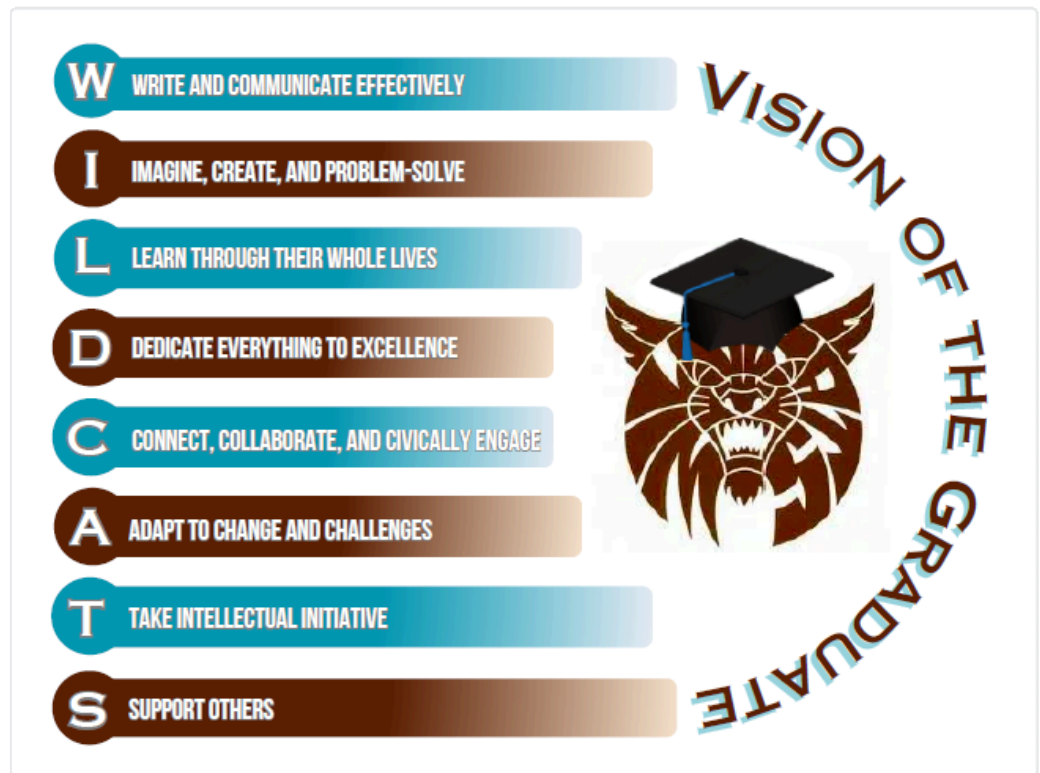 W WRITE AND COMMUNICATE EFFECTIVELY
I IMAGINE, CREATE, AND PROBLEM-SOLVE
L LEARN THROUGH THEIR WHOLE LIVES
D DEDICATE EVERYTHING TO EXCELLENCE
C CONNECT, COLLABORATE, AND CIVICALLY ENGAGE
A ADAPT TO CHANGE AND CHALLENGES
T TAKE INTELLECTUAL INITIATIVE
S SUPPORT OTHERS
VISION OF THE GRADUATE